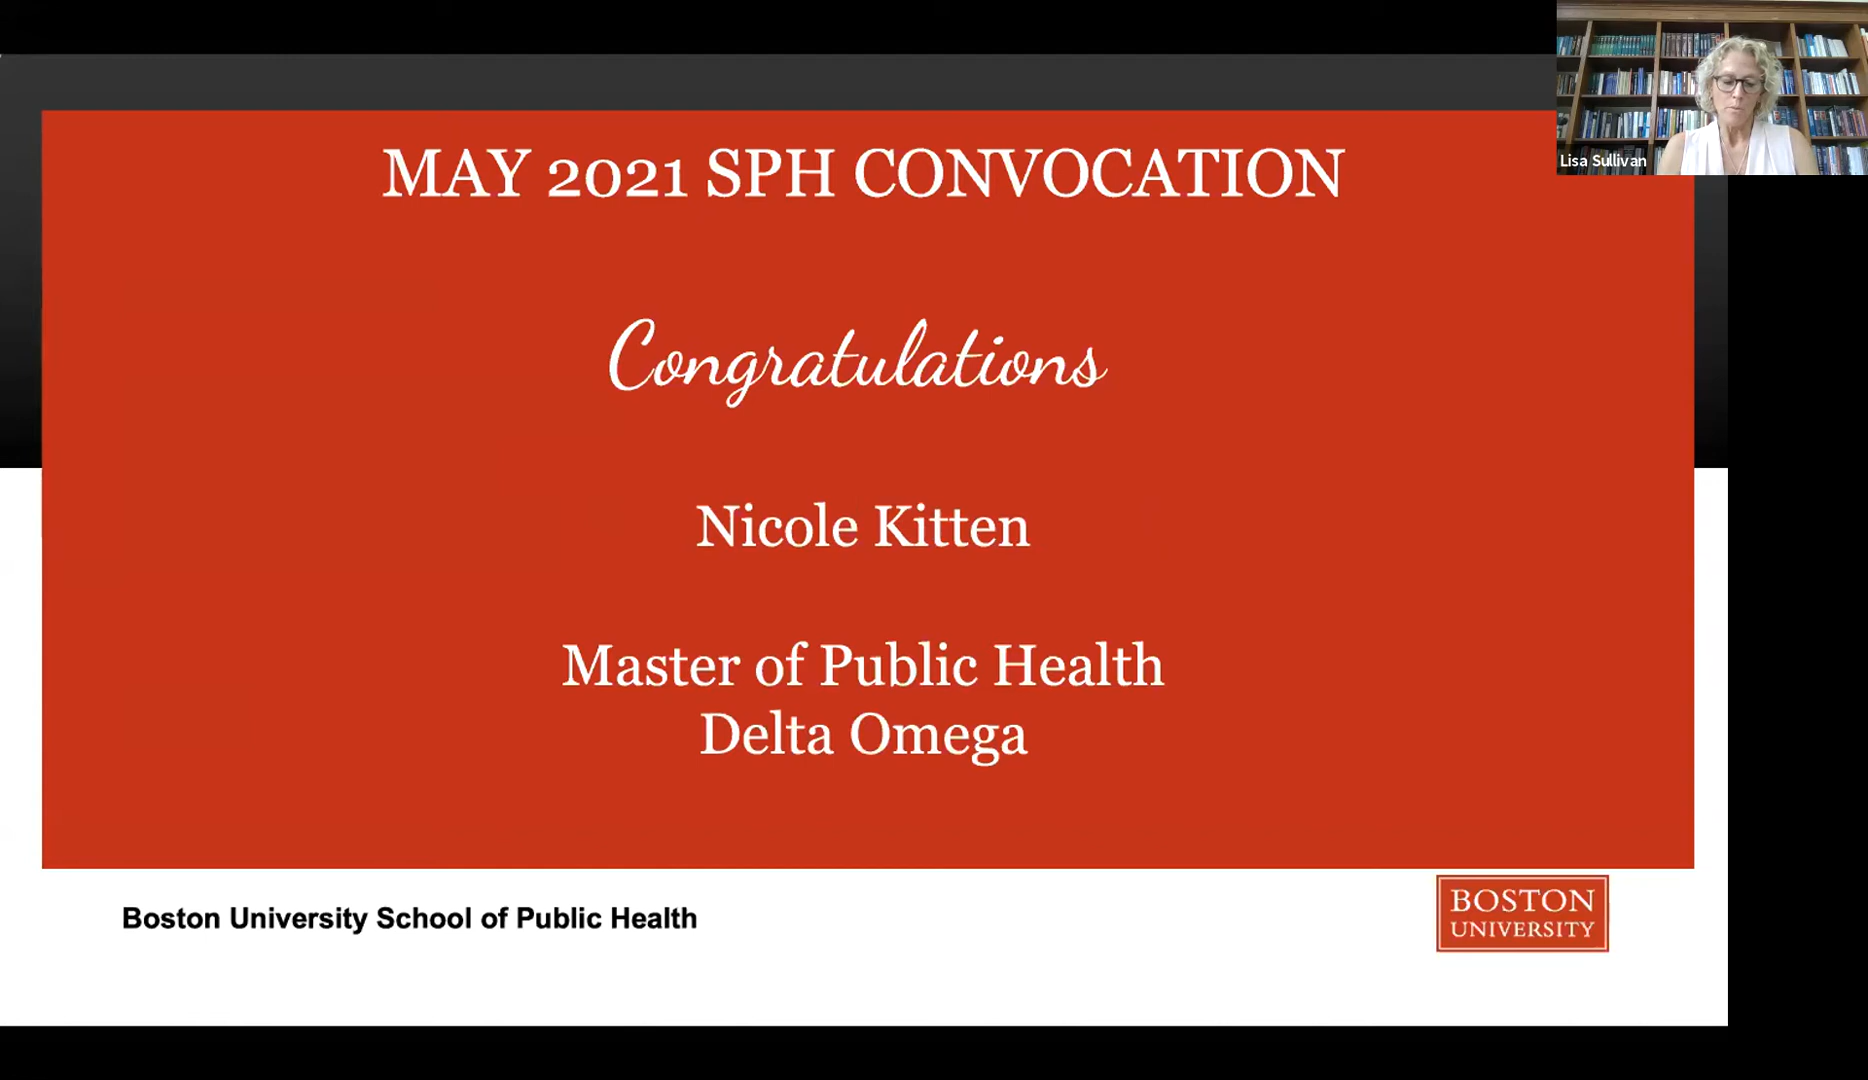 Lisa Sullivan
MAY 2021 SPH CONVOCATION
Congratulations
Nicole Kitten
Master of Public Health
Delta Omega
Boston University School of Public Health
BOSTON
UNIVERSITY